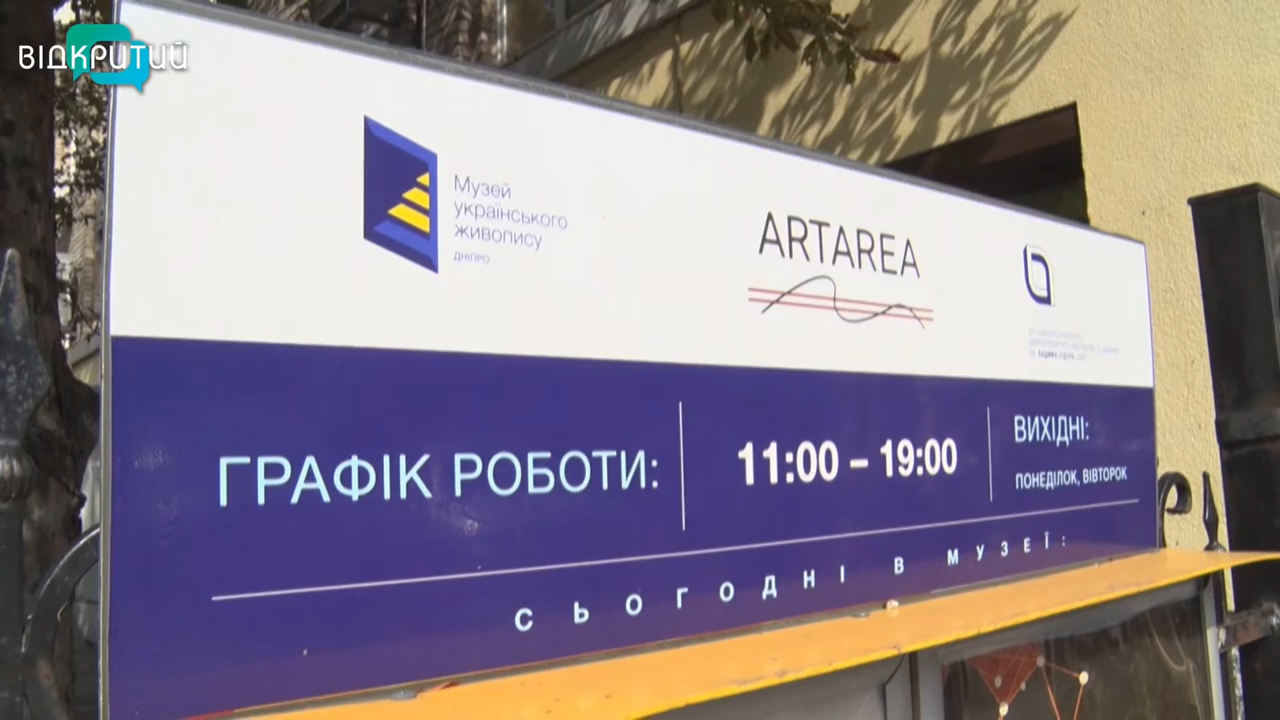 ВІДКРИТИЙ
Музей
українського
живопису
ДНІПРО
ARTAREA
ГРАФІК РОБОТИ:
11:00 – 19:00
ВИХІДНІ:
ПОНЕДІЛОК, ВІВТОРОК
СЬОГОДНІ В МУЗЕЇ: